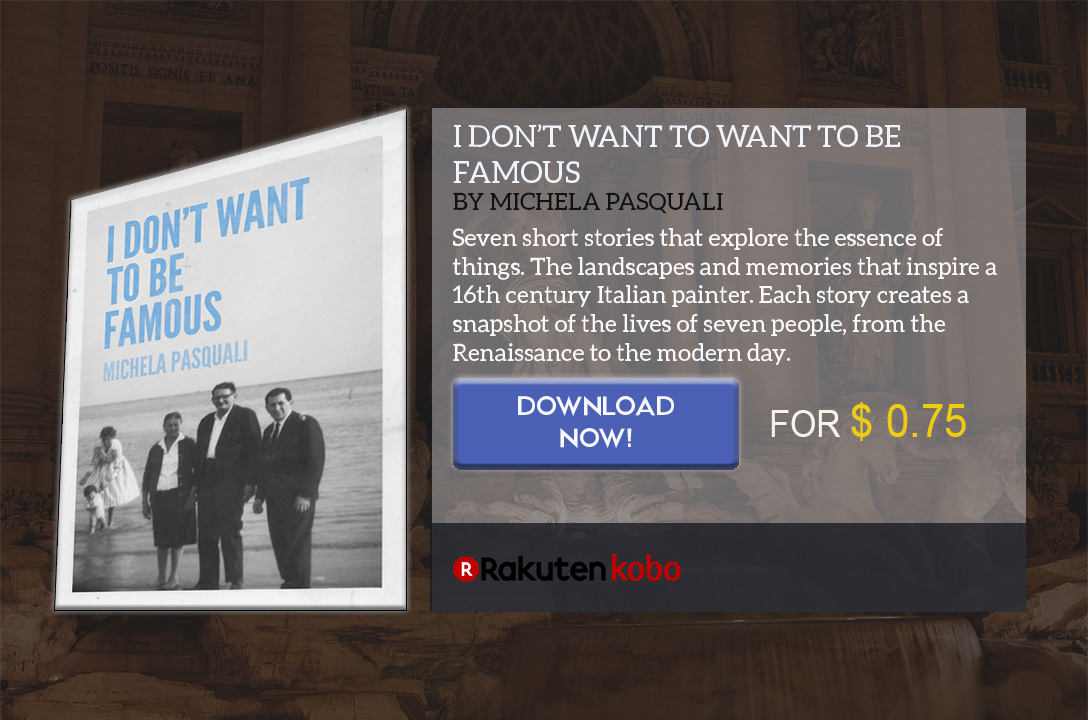 POSITIS SIGNIS ET ANA
I DON'T WANT
TO BE
FAMOUS
MICHELA PASQUALI
I DON'T WANT TO WANT TO BE
FAMOUS
BY MICHELA PASQUALI
Seven short stories that explore the essence of
things. The landscapes and memories that inspire a
16th century Italian painter. Each story creates a
snapshot of the lives of seven people, from the
Renaissance to the modern day.
DOWNLOAD
NOW!
FOR $ 0.75
R Rakuten kobo